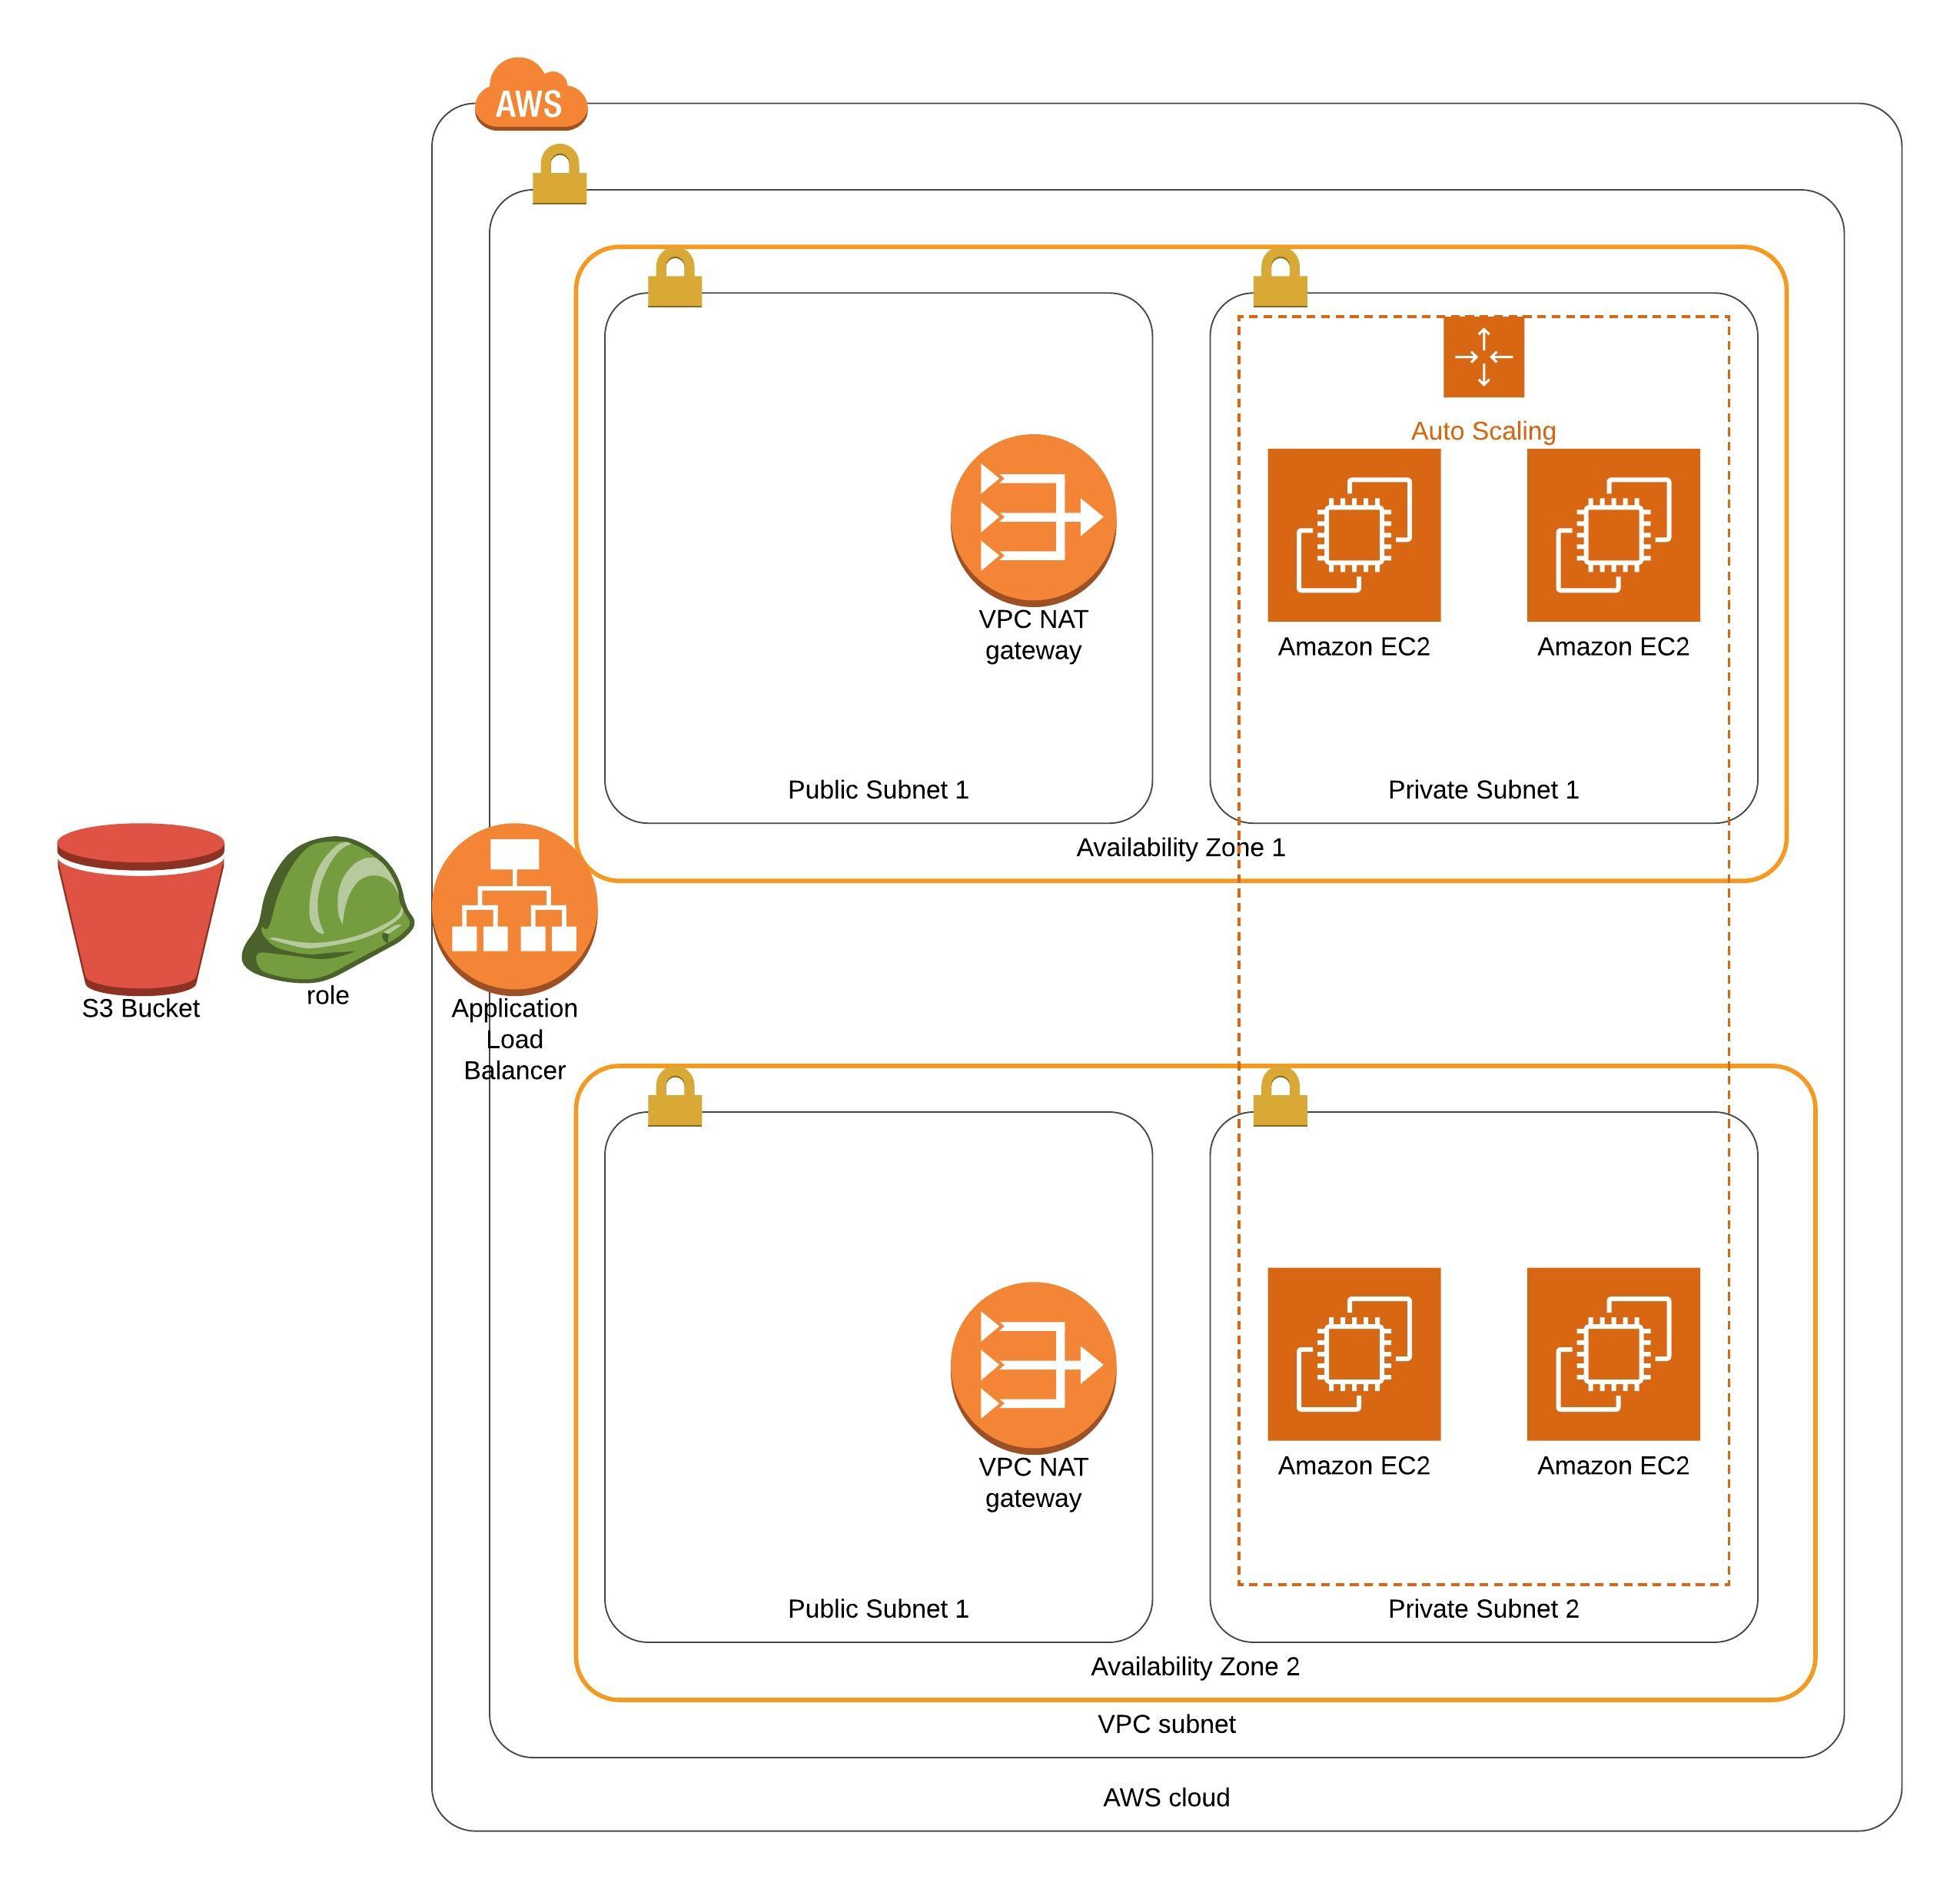 AWS
Auto Scaling
VPC NAT
gateway
Amazon EC2
Amazon EC2
Public Subnet 1
Private Subnet 1
Availability Zone 1
S3 Bucket
role
Application
Load
Balancer
VPC NAT
gateway
Amazon EC2
Amazon EC2
Public Subnet 1
Private Subnet 2
Availability Zone 2
VPC subnet
AWS cloud